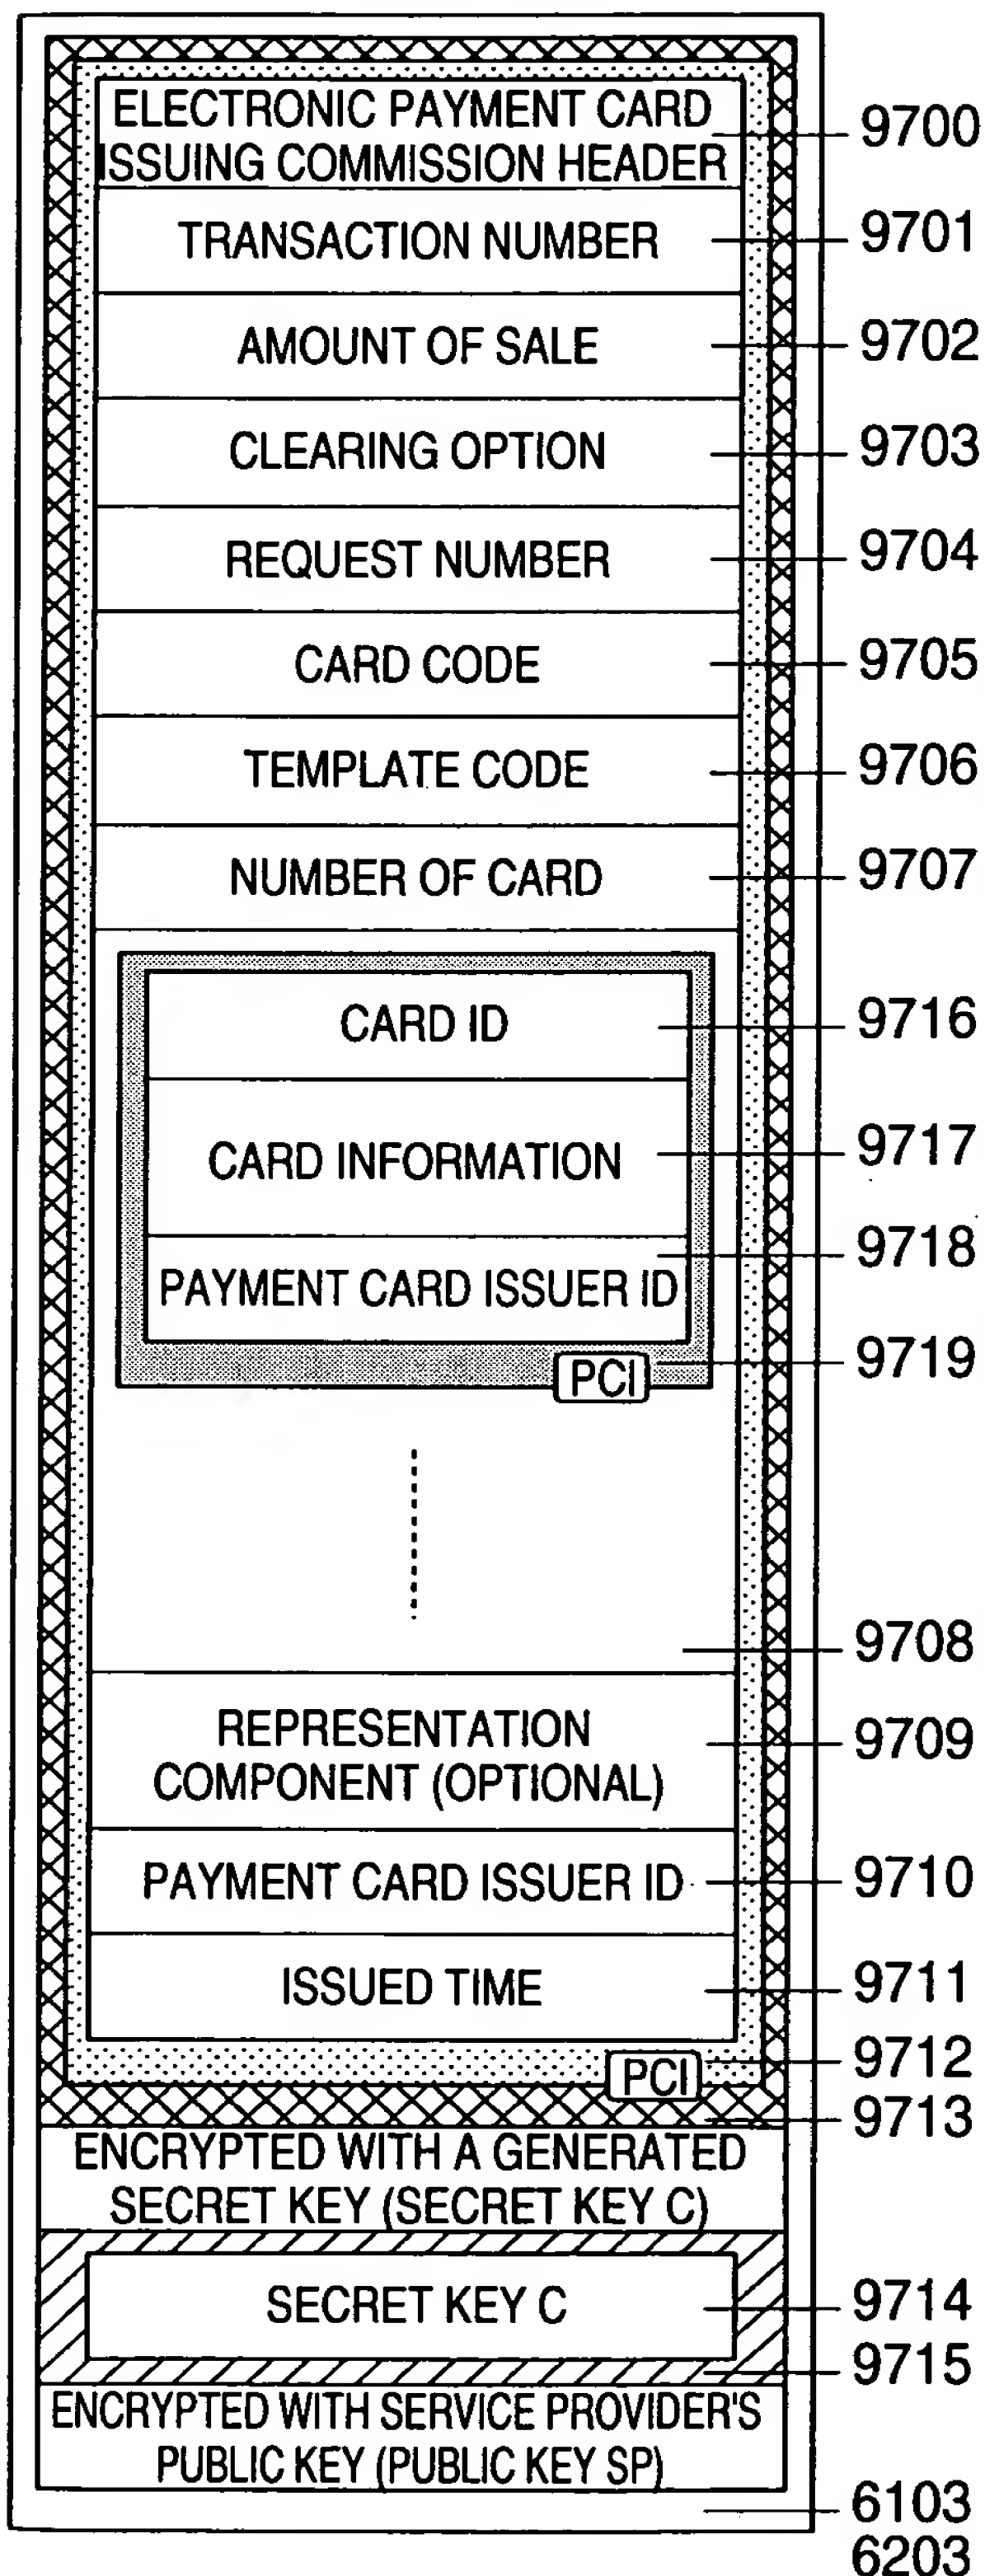 ELECTRONIC PAYMENT CARD
ISSUING COMMISSION HEADER
9700
TRANSACTION NUMBER
9701
AMOUNT OF SALE
9702
CLEARING OPTION
9703
REQUEST NUMBER
9704
CARD CODE
9705
TEMPLATE CODE
9706
NUMBER OF CARD
9707
CARD ID
9716
CARD INFORMATION
9717
9718
PAYMENT CARD ISSUER ID
9719
PCI
9708
REPRESENTATION
COMPONENT (OPTIONAL)
9709
PAYMENT CARD ISSUER ID
9710
ISSUED TIME
9711
9712
PCI
9713
ENCRYPTED WITH A GENERATED
SECRET KEY (SECRET KEY C)
SECRET KEY C
9714
9715
ENCRYPTED WITH SERVICE PROVIDER'S
PUBLIC KEY (PUBLIC KEY SP)
6103
6203